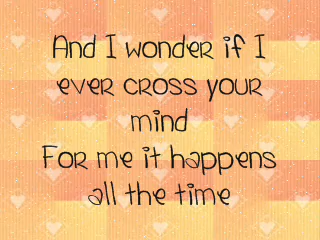 And I wonder if I
ever cross your
mind
For me it happens
all the time